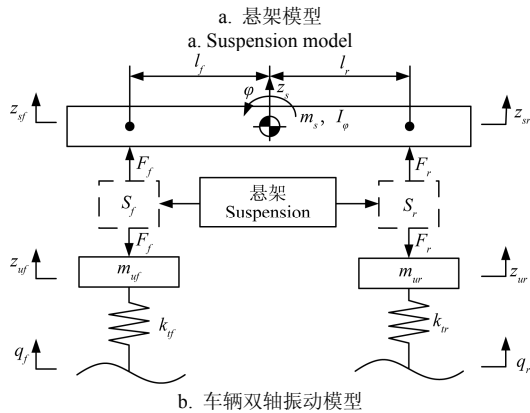 a. 悬架模型
a. Suspension model
l_f l_r
z_sf φ z_s z_sr
m_s, I_φ
F_f F_r
S_f 悬架 S_r
Suspension
F_f F_r
z_uf m_uf m_ur z_ur
k_tf k_tr
q_f q_r
b. 车辆双轴振动模型